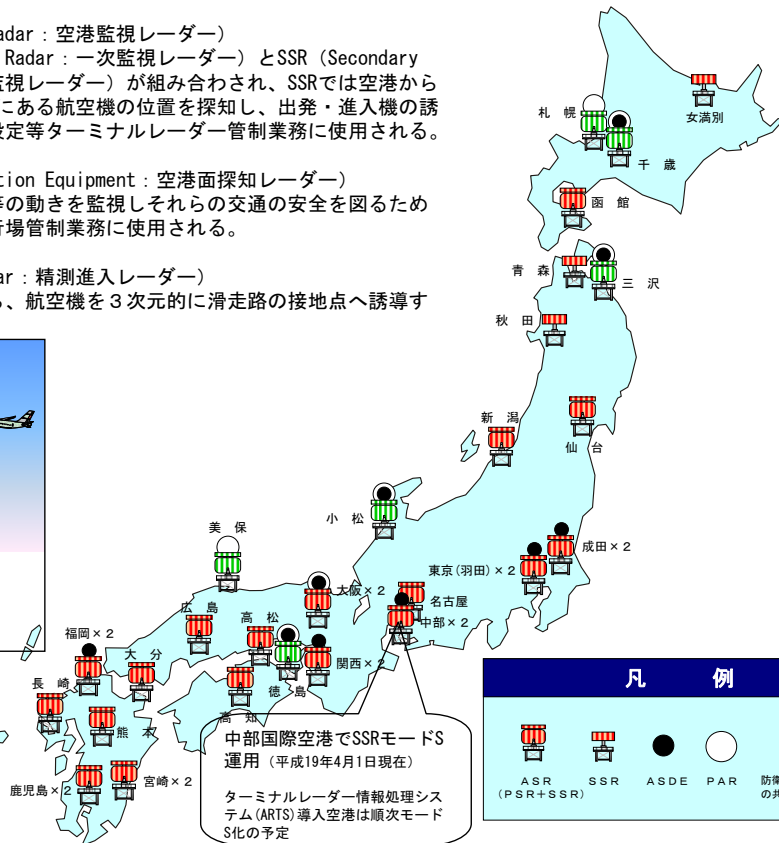 adar：空港監視レーダー）
Radar：一次監視レーダー）とSSR（Secondary
監視レーダー）が組み合わされ、SSRでは空港から
にある航空機の位置を探知し、出発・進入機の誘
設定等ターミナルレーダー管制業務に使用される。
tion Equipment：空港面探知レーダー）
等の動きを監視しそれらの交通の安全を図るため
行場管制業務に使用される。
ar：精測進入レーダー）
ら、航空機を３次元的に滑走路の接地点へ誘導す
女満別
札　幌
千　歳
函　館
青　森
三　沢
秋　田
新　潟
仙　台
小　松
美　保
成田×２
東京(羽田)×２
大阪×２
名古屋
中部×２
広　島
高　松
福岡×２
大　分
関西×２
徳　島
長　崎
高　知
熊　本
鹿児島×２
宮崎×２
中部国際空港でSSRモードS
運用（平成19年4月1日現在）
ターミナルレーダー情報処理シス
テム(ARTS)導入空港は順次モード
S化の予定
凡　例
ＡＳＲ
（ＰＳＲ＋ＳＳＲ）
ＳＳＲ
ＡＳＤＥ
ＰＡＲ
防衛
の共